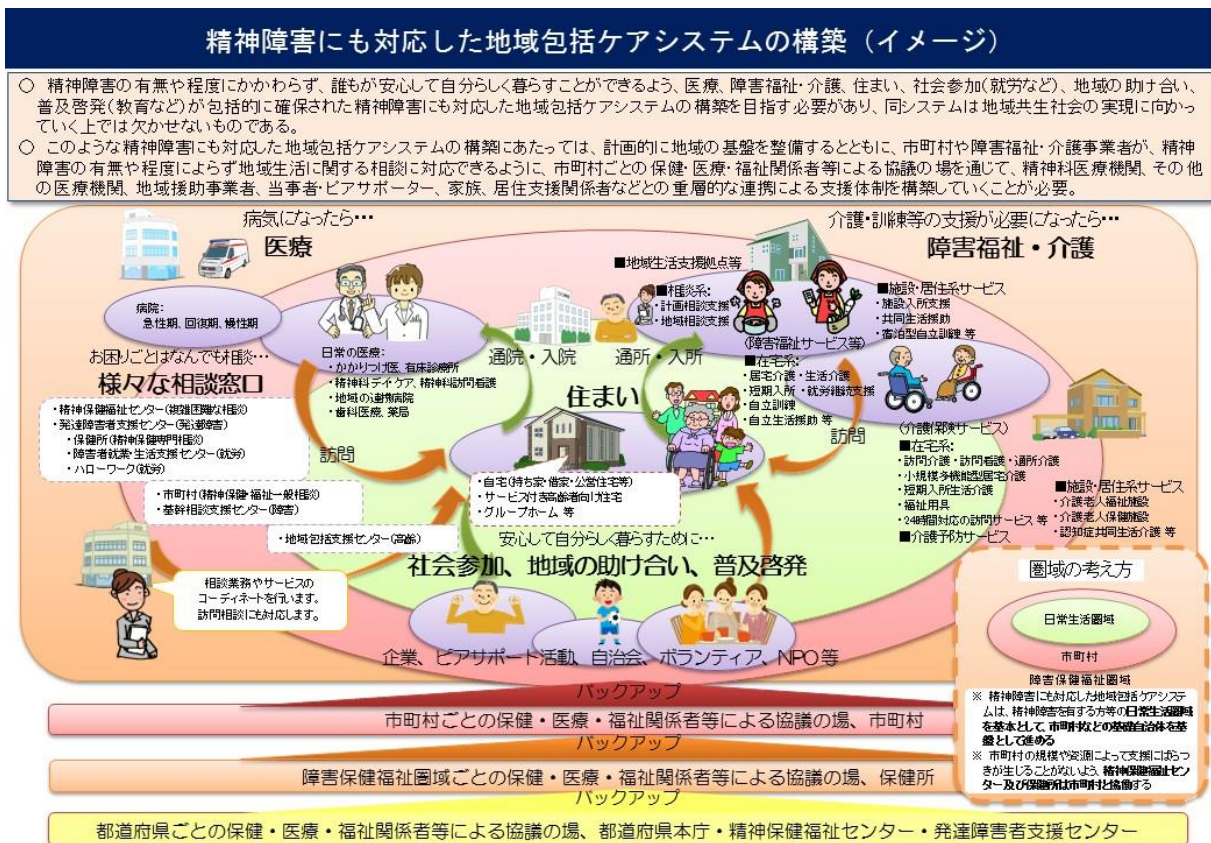 精神障害にも対応した地域包括ケアシステムの構築（イメージ）
○ 精神障害の有無や程度にかかわらず、誰もが安心して自分らしく暮らすことができるよう、医療、障害福祉・介護、住まい、社会参加(就労など)、地域の助け合い、
普及啓発(教育など)が包括的に確保された精神障害にも対応した地域包括ケアシステムの構築を目指す必要があり、同システムは地域共生社会の実現に向かっ
ていく上では欠かせないものである。
○ このような精神障害にも対応した地域包括ケアシステムの構築にあたっては、計画的に地域の基盤を整備するとともに、市町村や障害福祉・介護事業者が、精神
障害の有無や程度によらず地域生活に関する相談に対応できるように、市町村ごとの保健・医療・福祉関係者等による協議の場を通じて、精神科医療機関、その他
の医療機関、地域援助事業者、当事者・ピアサポーター、家族、居住支援関係者などとの重層的な連携による支援体制を構築していくことが必要。
病気になったら…
医療
病院：
急性期、回復期、慢性期
日常の医療：
・かかりつけ医、有床診療所
・精神科デイケア、精神科訪問看護
・地域の連携病院
・歯科医療、薬局
お困りごとはなんでも相談…
様々な相談窓口
・精神保健福祉センター(複雑困難な相談)
・発達障害者支援センター(発達障害)
・保健所(精神保健専門相談)
・障害者就業・生活支援センター(就労)
・ハローワーク(就労)
・市町村(精神保健・福祉一般相談)
・基幹相談支援センター(障害)
・地域包括支援センター(高齢)
相談業務やサービスの
コーディネートを行います。
訪問相談にも対応します。
訪問
通院・入院
通所・入所
訪問
住まい
・自宅(持ち家・借家・公営住宅等)
・サービス付き高齢者向け住宅
・グループホーム 等
介護・訓練等の支援が必要になったら…
障害福祉・介護
■地域生活支援拠点等
■相談系：
・計画相談支援
・地域相談支援
(障害福祉サービス等)
■在宅系：
・居宅介護・生活介護
・短期入所・就労継続支援
・自立訓練
・自立生活援助 等
■施設・居住系サービス
・施設入所支援
・共同生活援助
・宿泊型自立訓練 等
(介護保険サービス)
■在宅系：
・訪問介護・訪問看護・通所介護
・小規模多機能型居宅介護
・短期入所生活介護
・福祉用具
・24時間対応の訪問サービス 等
■介護予防サービス
■施設・居住系サービス
・介護老人福祉施設
・介護老人保健施設
・認知症共同生活介護 等
安心して自分らしく暮らすために…
社会参加、地域の助け合い、普及啓発
企業、ピアサポート活動、自治会、ボランティア、NPO等
圏域の考え方
日常生活圏域
市町村
障害保健福祉圏域
※ 精神障害にも対応した地域包括ケアシステ
ムは、精神障害を有する方等の日常生活圏域
を基本として、市町村などの基礎自治体を基
盤として進める
※ 市町村の規模や資源によって支援にばらつ
きが生じることがないよう、精神保健福祉セン
ター及び保健所は市町村と協働する
バックアップ
市町村ごとの保健・医療・福祉関係者等による協議の場、市町村
バックアップ
障害保健福祉圏域ごとの保健・医療・福祉関係者等による協議の場、保健所
バックアップ
都道府県ごとの保健・医療・福祉関係者等による協議の場、都道府県本庁・精神保健福祉センター・発達障害者支援センター